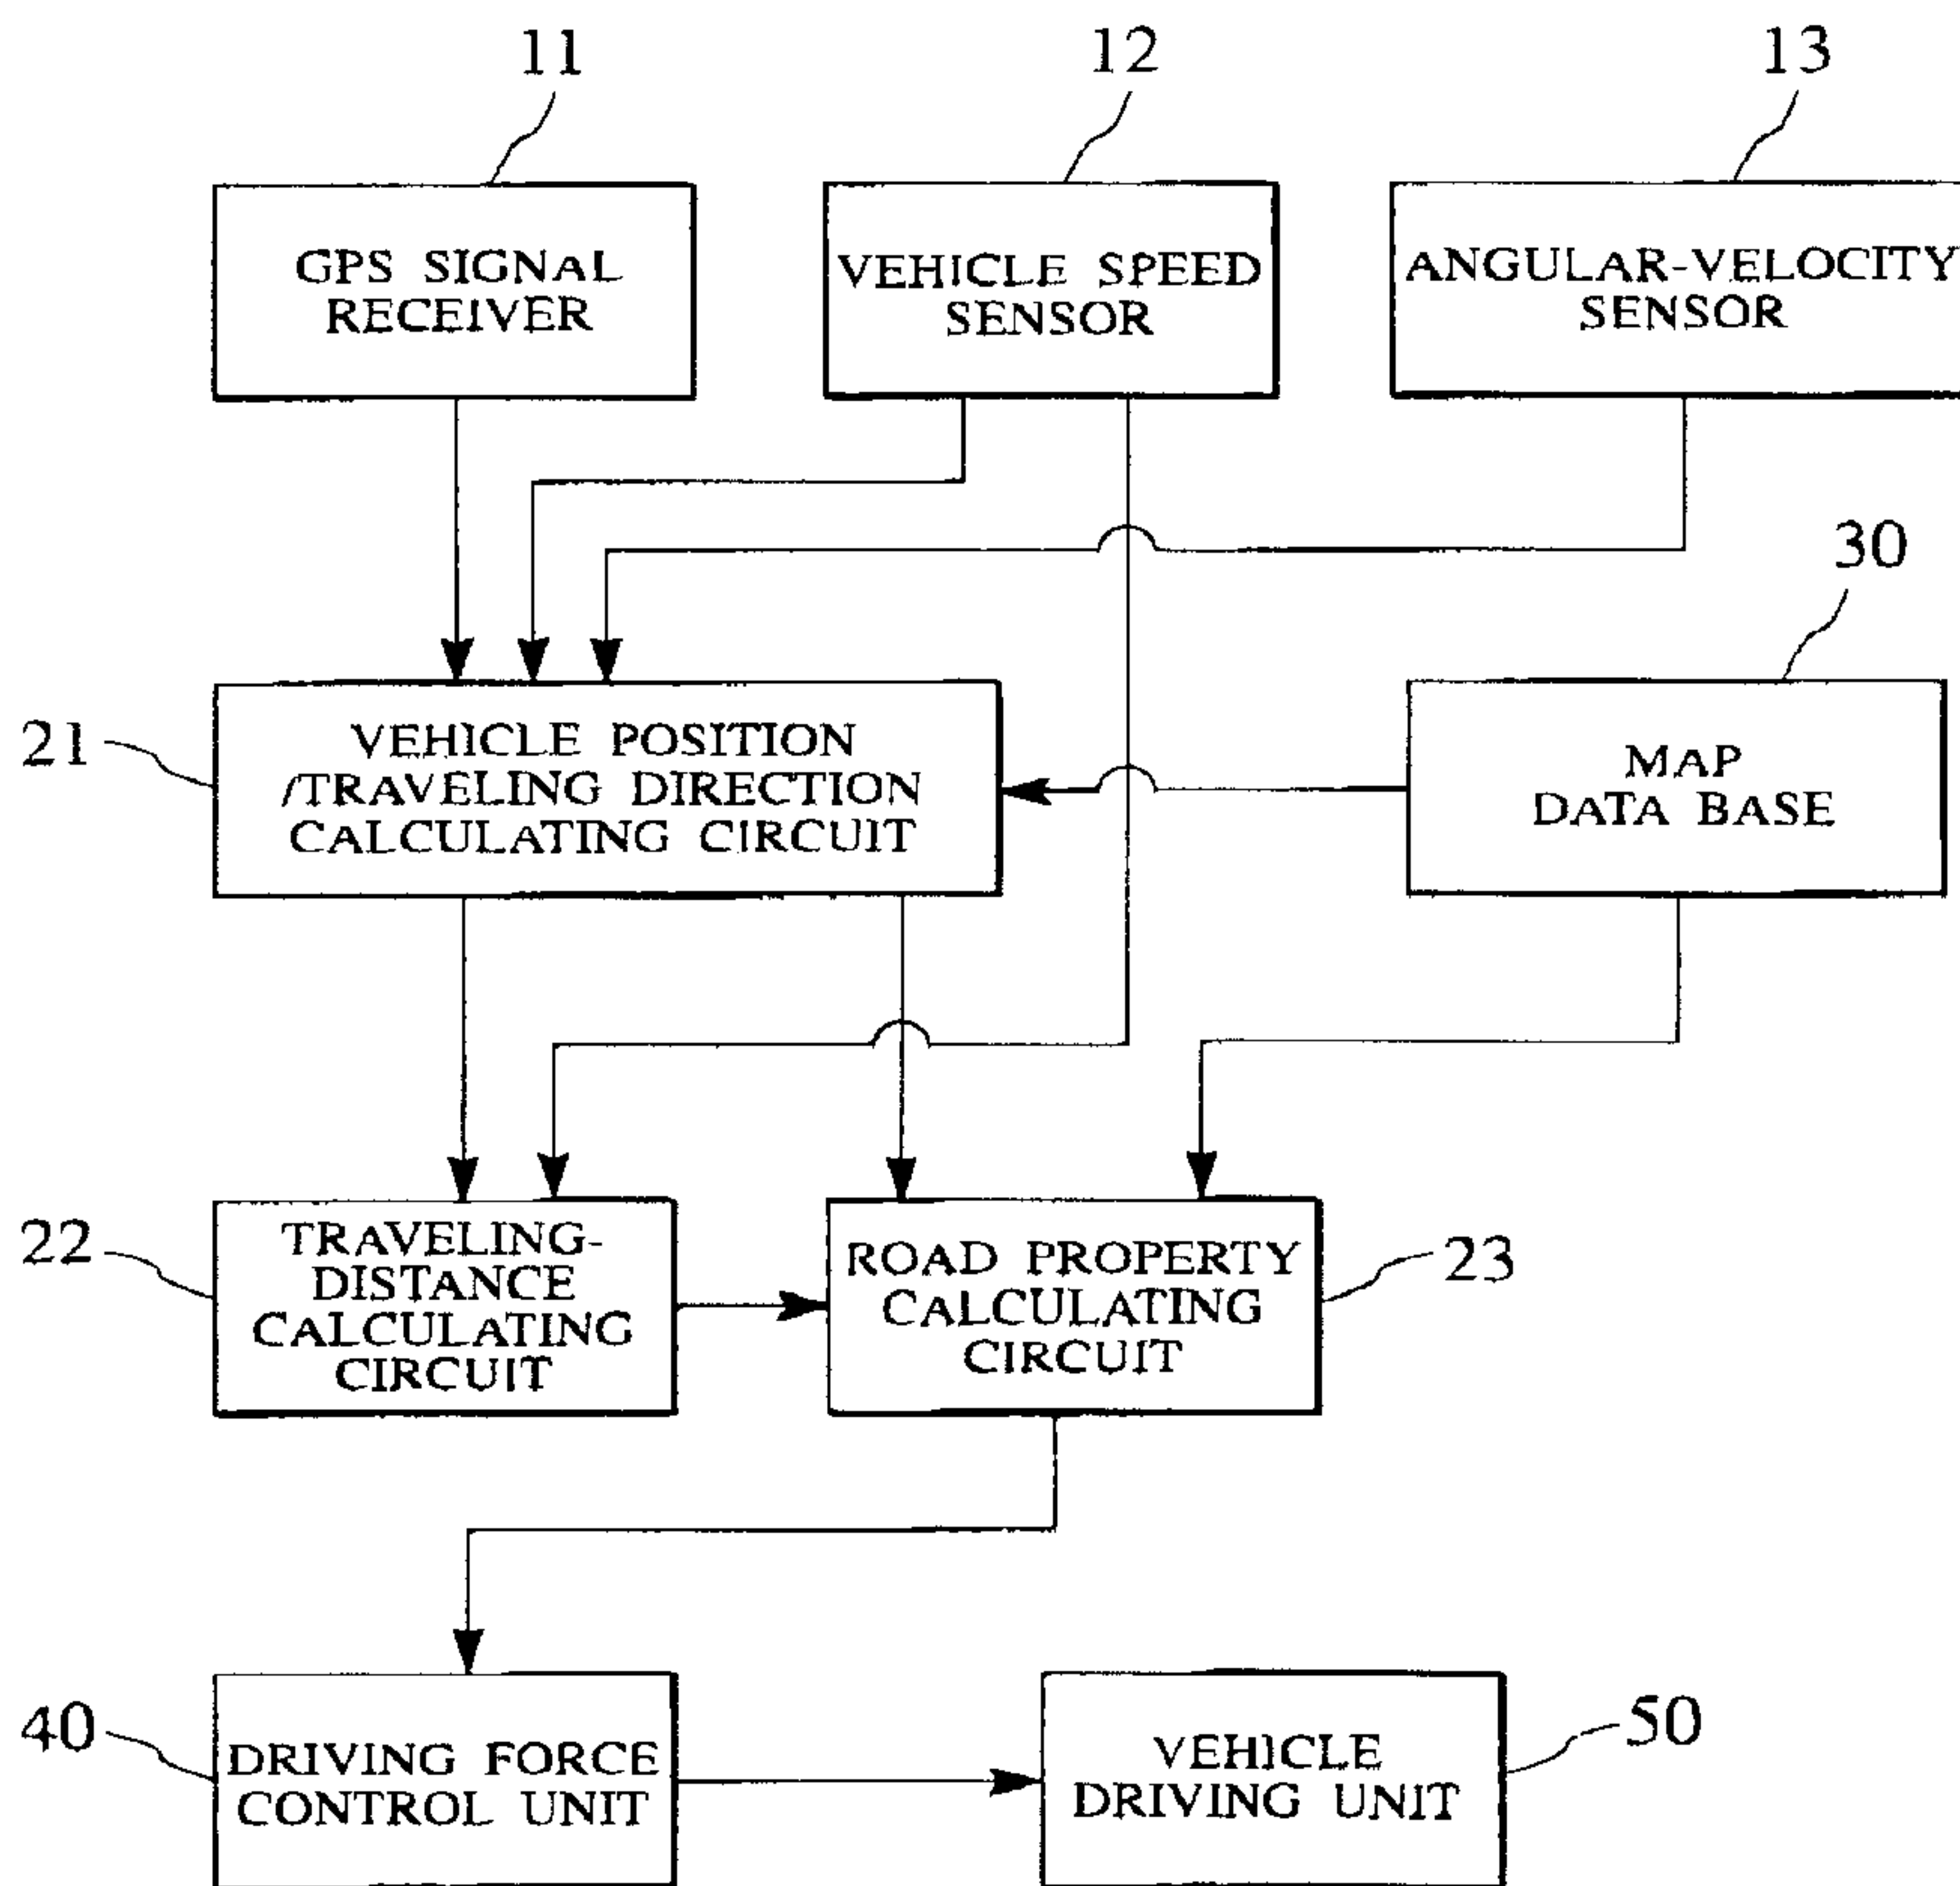 11
12
13
GPS SIGNAL
RECEIVER
VEHICLE SPEED
SENSOR
ANGULAR-VELOCITY
SENSOR
30
21
VEHICLE POSITION
/TRAVELING DIRECTION
CALCULATING CIRCUIT
MAP
DATA BASE
22
TRAVELING-
DISTANCE
CALCULATING
CIRCUIT
ROAD PROPERTY
CALCULATING
CIRCUIT
23
40
DRIVING FORCE
CONTROL UNIT
VEHICLE
DRIVING UNIT
50